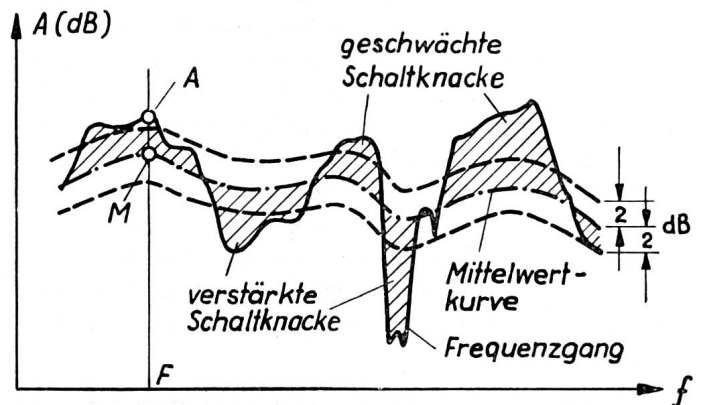 A (dB)
geschwächte
Schaltknacke
A
M
2
dB
2
verstärkte
Schaltknacke
Mittelwert-
kurve
Frequenzgang
F
f